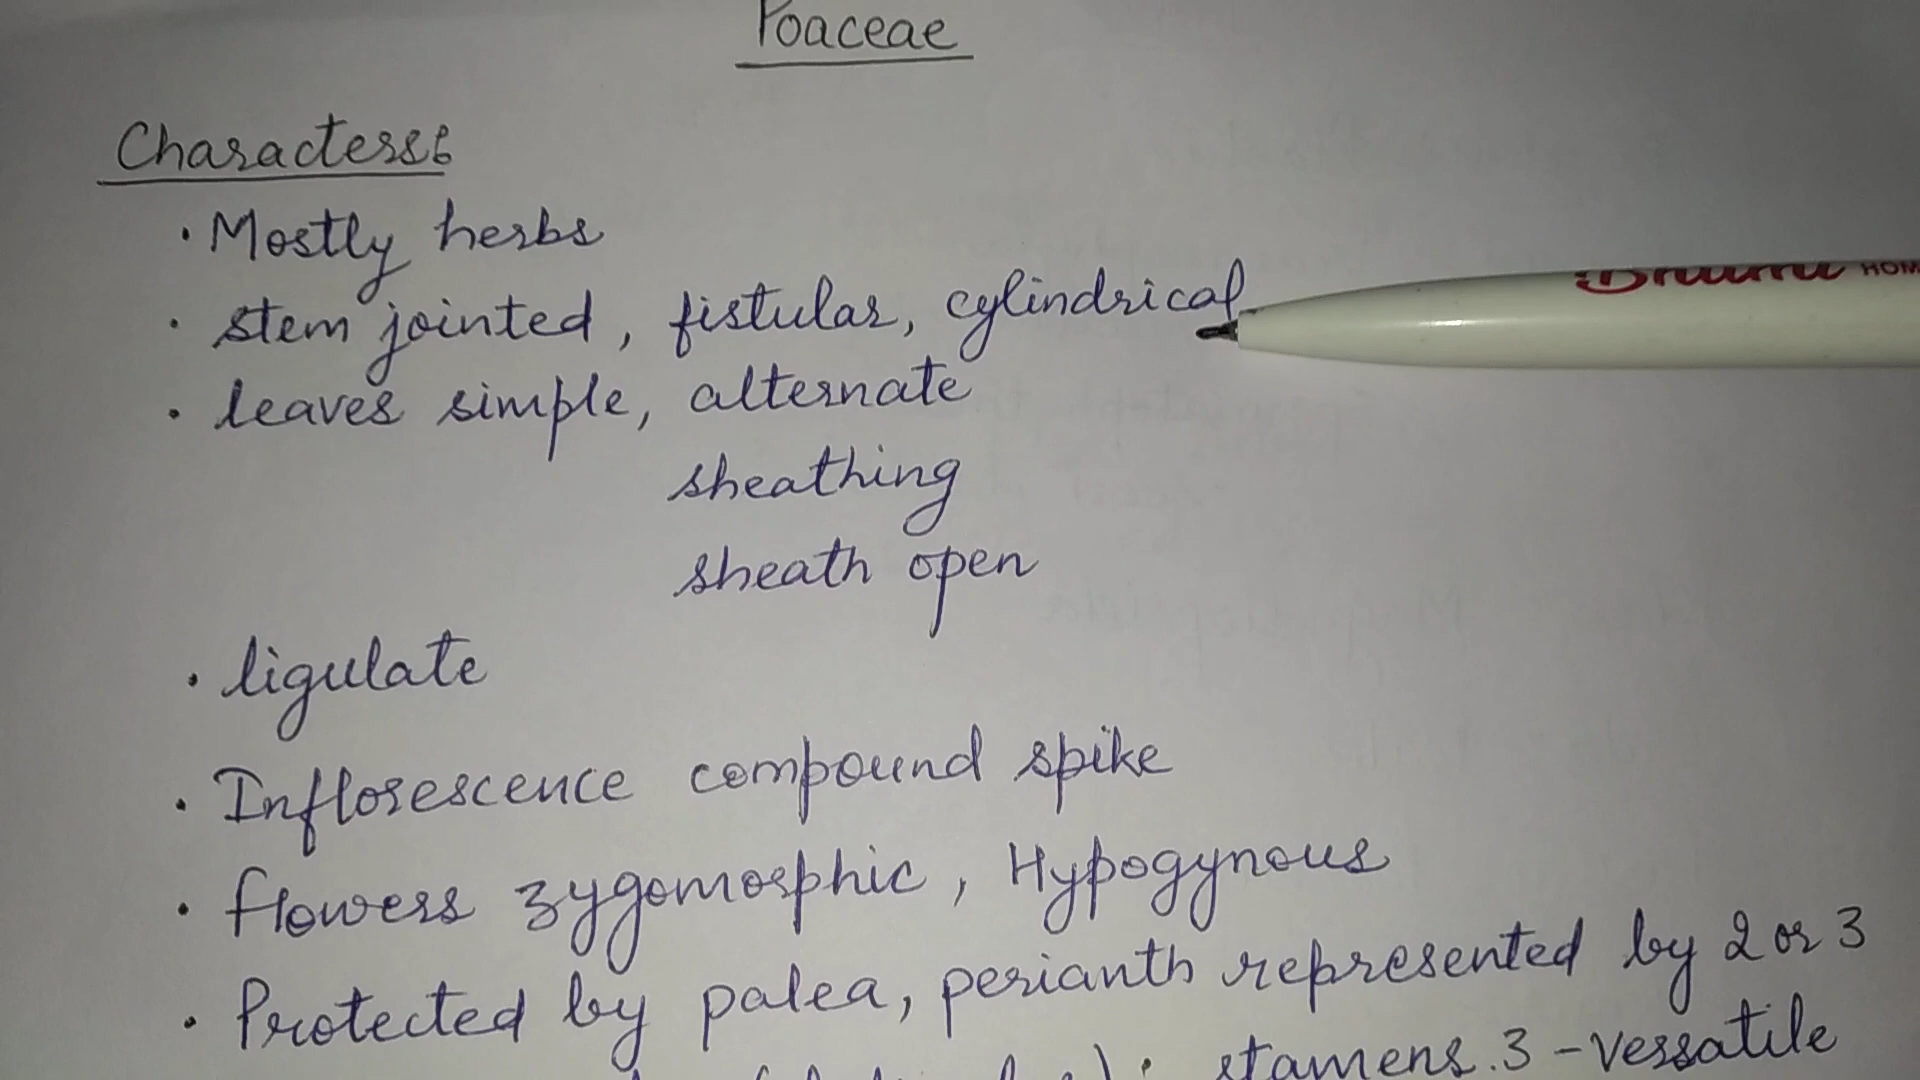 Poaceae
Characters:
• Mostly herbs
• stem jointed, fistular, cylindrical
HOM
• leaves simple, alternate
sheathing
sheath open
• ligulate
• Inflorescence compound spike
• flowers zygomorphic, Hypogynous
• Protected by palea, perianth represented by 2 or 3
stamens. 3 - versatile